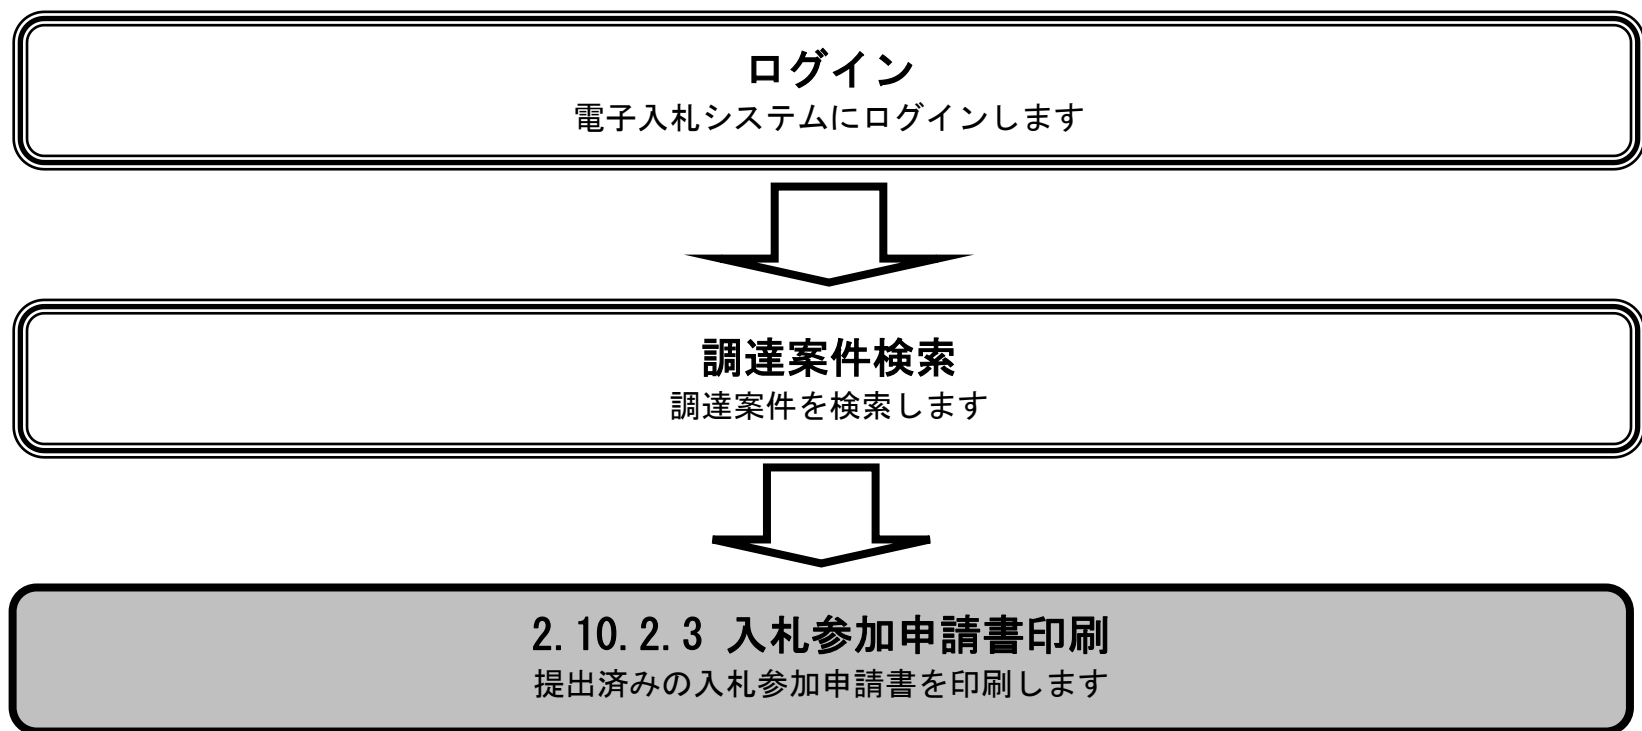 ログイン
電子入札システムにログインします
調達案件検索
調達案件を検索します
2.10.2.3 入札参加申請書印刷
提出済みの入札参加申請書を印刷します